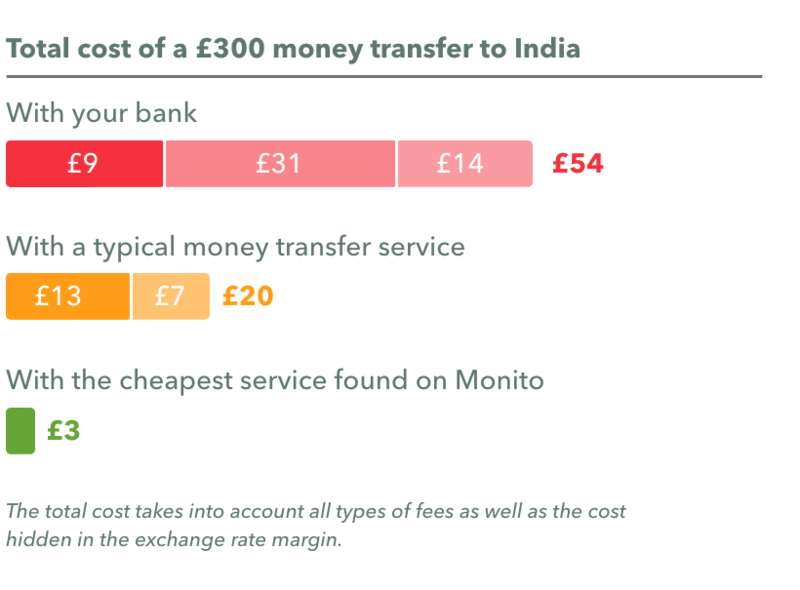 Total cost of a £300 money transfer to India
With your bank
£9 £31 £14 £54
With a typical money transfer service
£13 £7 £20
With the cheapest service found on Monito
£3
The total cost takes into account all types of fees as well as the cost
hidden in the exchange rate margin.